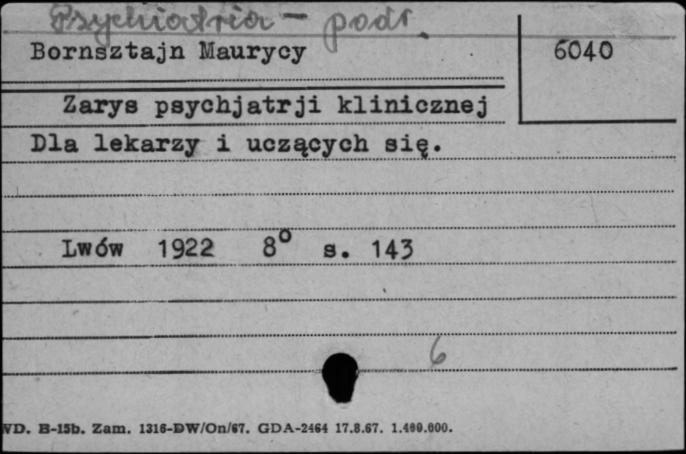 Psychiatria - podr.
Bornsztajn Maurycy 6040
Zarys psychjatrji klinicznej
Dla lekarzy i uczących się.
Lwów 1922 8° s. 143
6
WD. B-15b. Zam. 1316-DW/On/67. GDA-2464 17.8.67. 1.400.000.